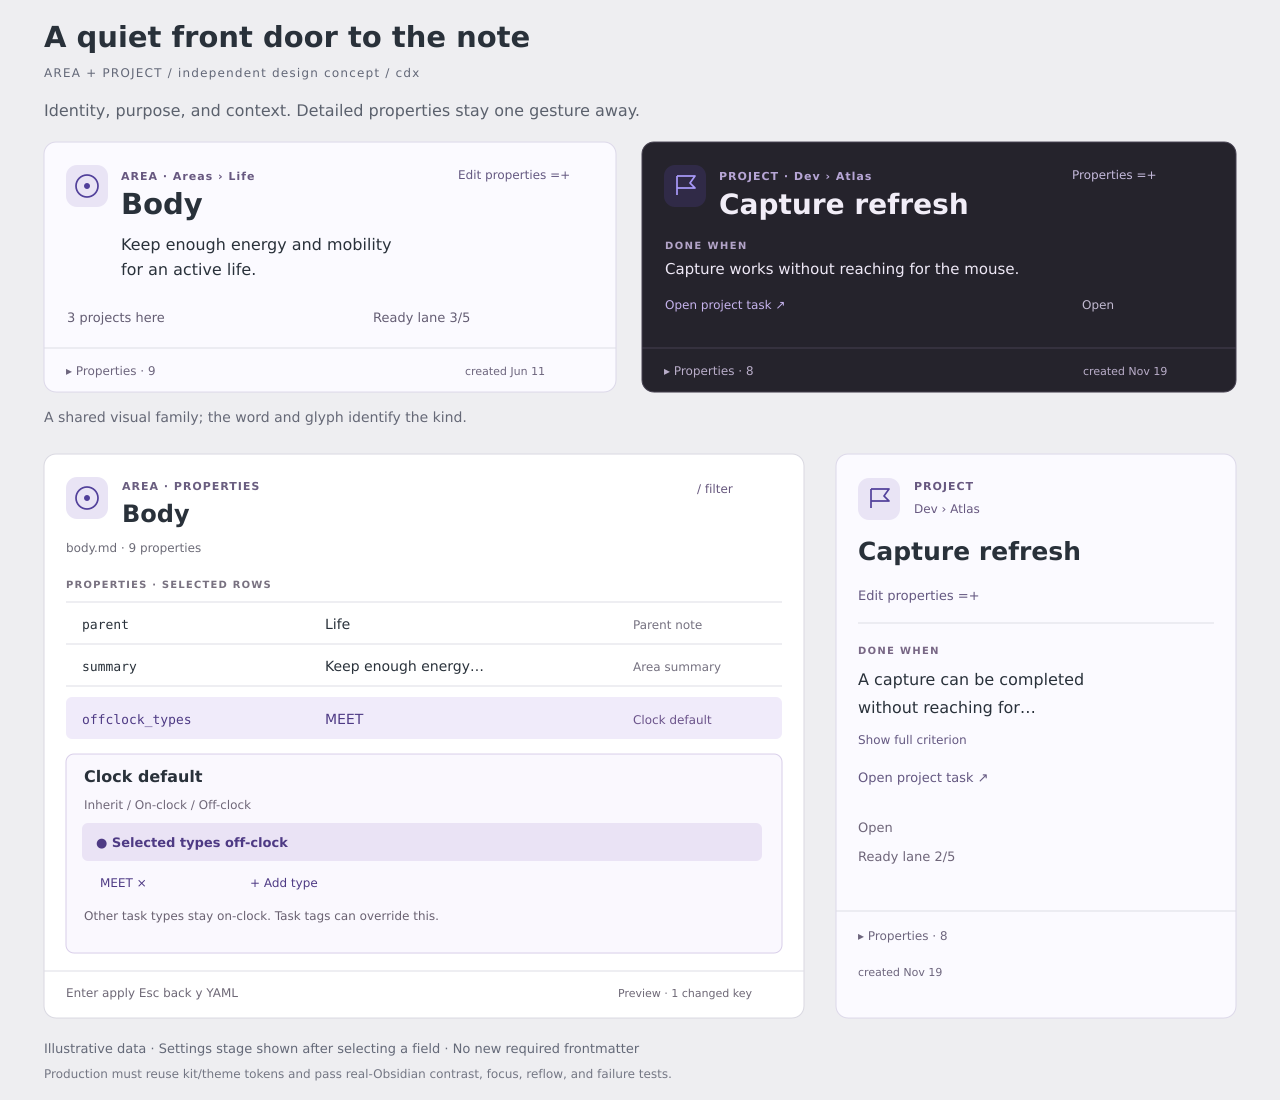 A quiet front door to the note
AREA + PROJECT / independent design concept / cdx
Identity, purpose, and context. Detailed properties stay one gesture away.
AREA · Areas › Life
Edit properties =+
Body
Keep enough energy and mobility
for an active life.
3 projects here
Ready lane 3/5
▸ Properties · 9
created Jun 11
PROJECT · Dev › Atlas
Properties =+
Capture refresh
DONE WHEN
Capture works without reaching for the mouse.
Open project task ↗
Open
▸ Properties · 8
created Nov 19
A shared visual family; the word and glyph identify the kind.
AREA · PROPERTIES
/ filter
Body
body.md · 9 properties
PROPERTIES · SELECTED ROWS
parent Life Parent note
summary Keep enough energy… Area summary
offclock_types MEET Clock default
Clock default
Inherit / On-clock / Off-clock
● Selected types off-clock
MEET × + Add type
Other task types stay on-clock. Task tags can override this.
Enter apply Esc back y YAML
Preview · 1 changed key
PROJECT
Dev › Atlas
Capture refresh
Edit properties =+
DONE WHEN
A capture can be completed
without reaching for…
Show full criterion
Open project task ↗
Open
Ready lane 2/5
▸ Properties · 8
created Nov 19
Illustrative data · Settings stage shown after selecting a field · No new required frontmatter
Production must reuse kit/theme tokens and pass real-Obsidian contrast, focus, reflow, and failure tests.